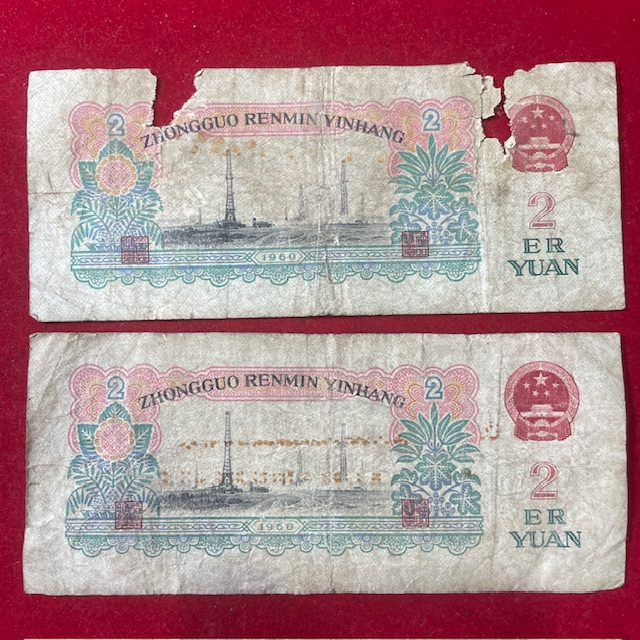 2 ZHONGGUO RENMIN YINHANG 2
2
ER
YUAN
1960
2 ZHONGGUO RENMIN YINHANG 2
2
ER
YUAN
1960